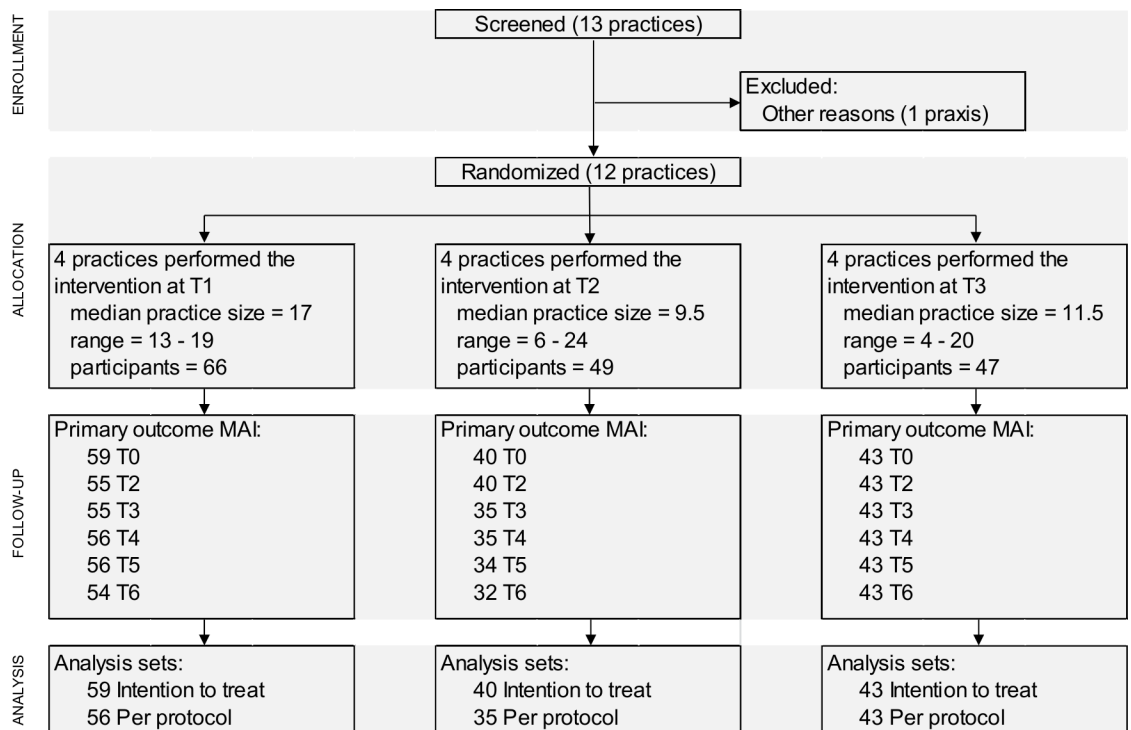 ENROLLMENT
Screened (13 practices)
Excluded:
Other reasons (1 praxis)
ALLOCATION
Randomized (12 practices)
4 practices performed the
intervention at T1
median practice size = 17
range = 13 - 19
participants = 66
4 practices performed the
intervention at T2
median practice size = 9.5
range = 6 - 24
participants = 49
4 practices performed the
intervention at T3
median practice size = 11.5
range = 4 - 20
participants = 47
FOLLOW-UP
Primary outcome MAI:
59 T0
55 T2
55 T3
56 T4
56 T5
54 T6
Primary outcome MAI:
40 T0
40 T2
35 T3
35 T4
34 T5
32 T6
Primary outcome MAI:
43 T0
43 T2
43 T3
43 T4
43 T5
43 T6
ANALYSIS
Analysis sets:
59 Intention to treat
56 Per protocol
Analysis sets:
40 Intention to treat
35 Per protocol
Analysis sets:
43 Intention to treat
43 Per protocol